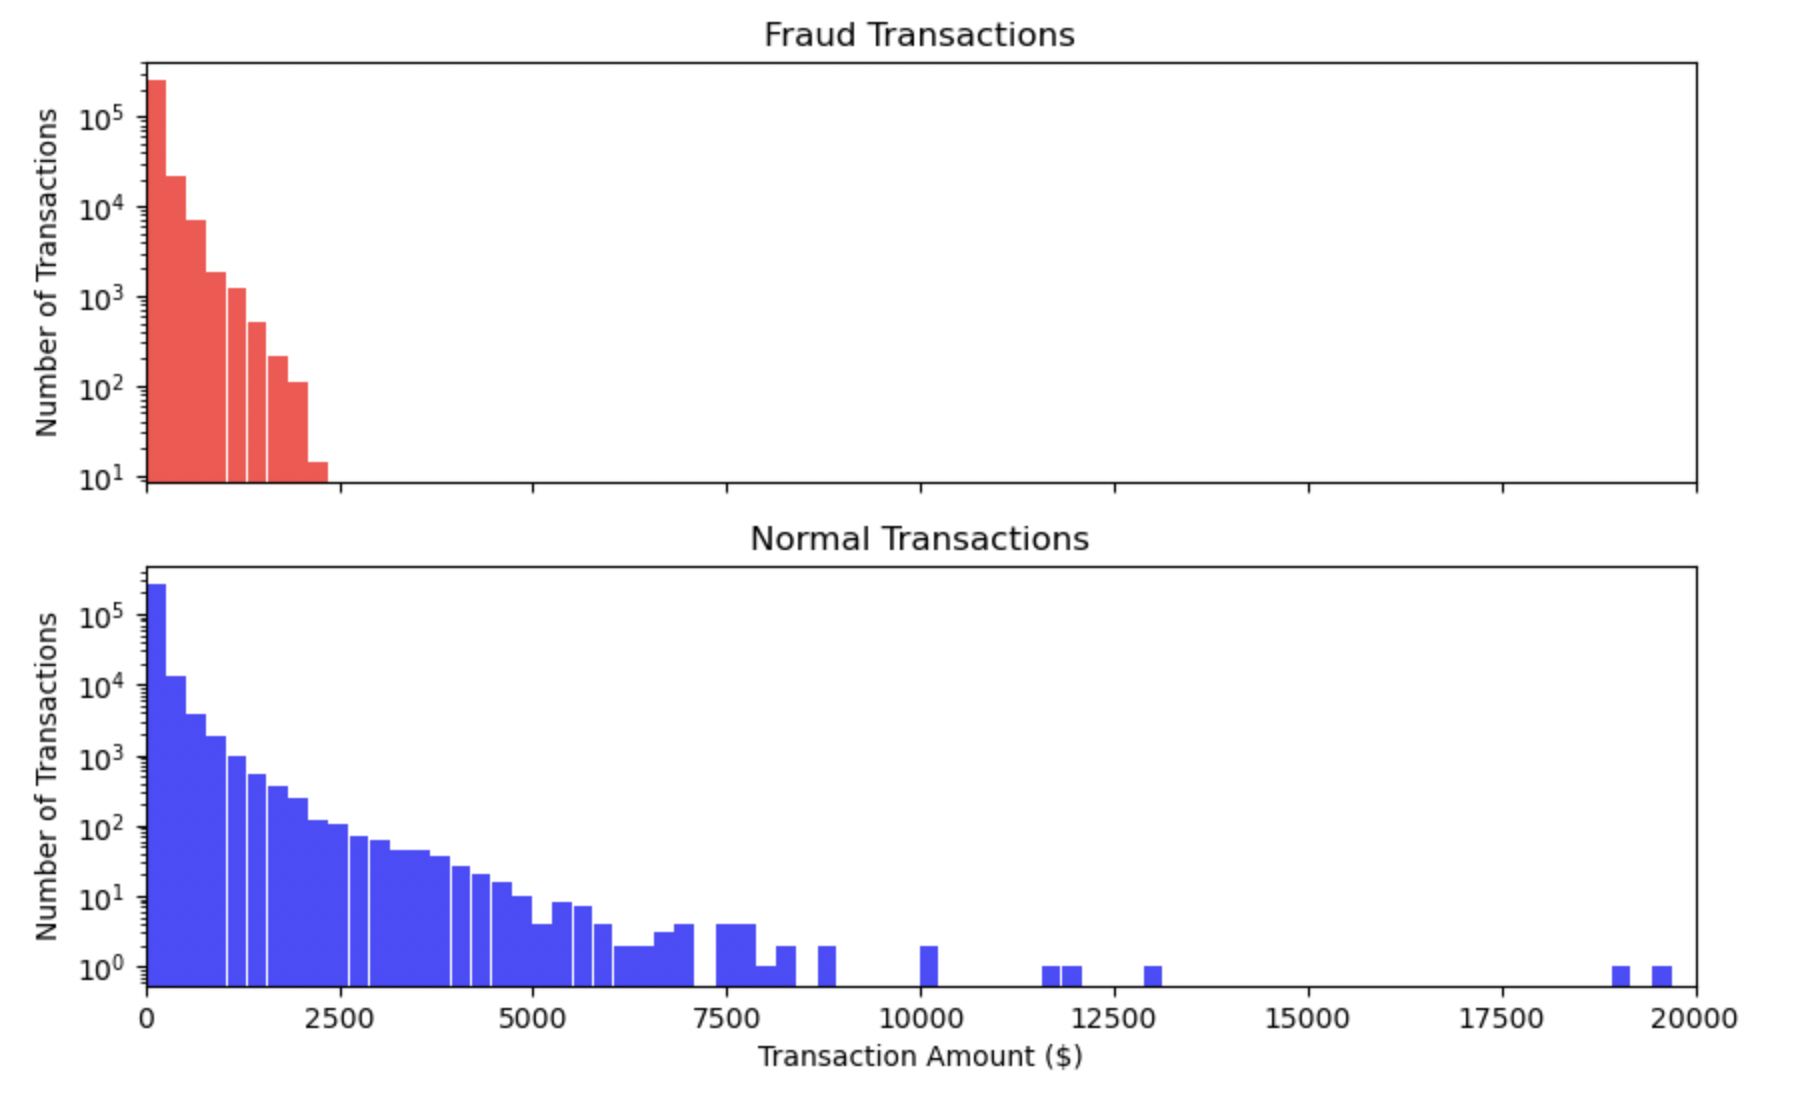 Fraud Transactions
Number of Transactions
10^5
10^4
10^3
10^2
10^1
Normal Transactions
Number of Transactions
10^5
10^4
10^3
10^2
10^1
10^0
0 2500 5000 7500 10000 12500 15000 17500 20000
Transaction Amount ($)